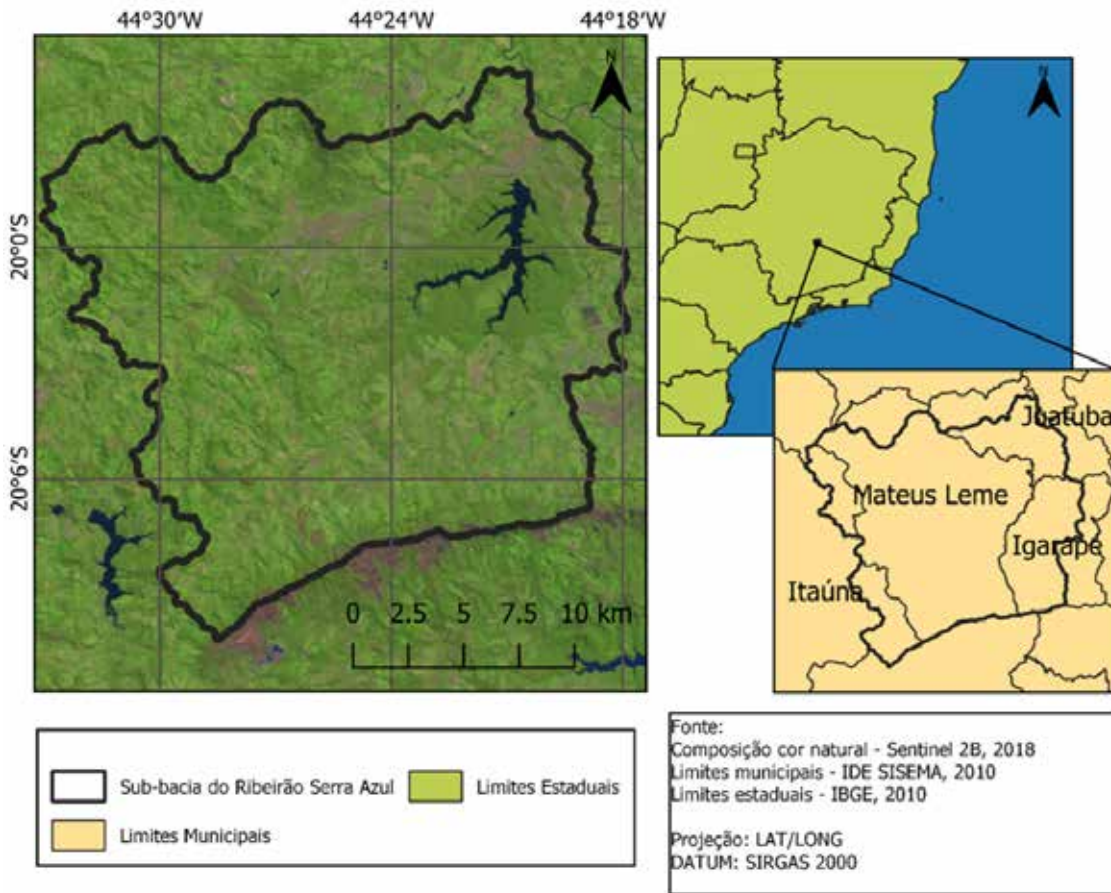 44°30'W 44°24'W 44°18'W
N
N
20°0'S
20°6'S
0 2.5 5 7.5 10 km
Juatuba
Mateus Leme
Igarapé
Itaúna
Sub-bacia do Ribeirão Serra Azul
Limites Estaduais
Limites Municipais
Fonte:
Composição cor natural - Sentinel 2B, 2018
Limites municipais - IDE SISEMA, 2010
Limites estaduais - IBGE, 2010
Projeção: LAT/LONG
DATUM: SIRGAS 2000